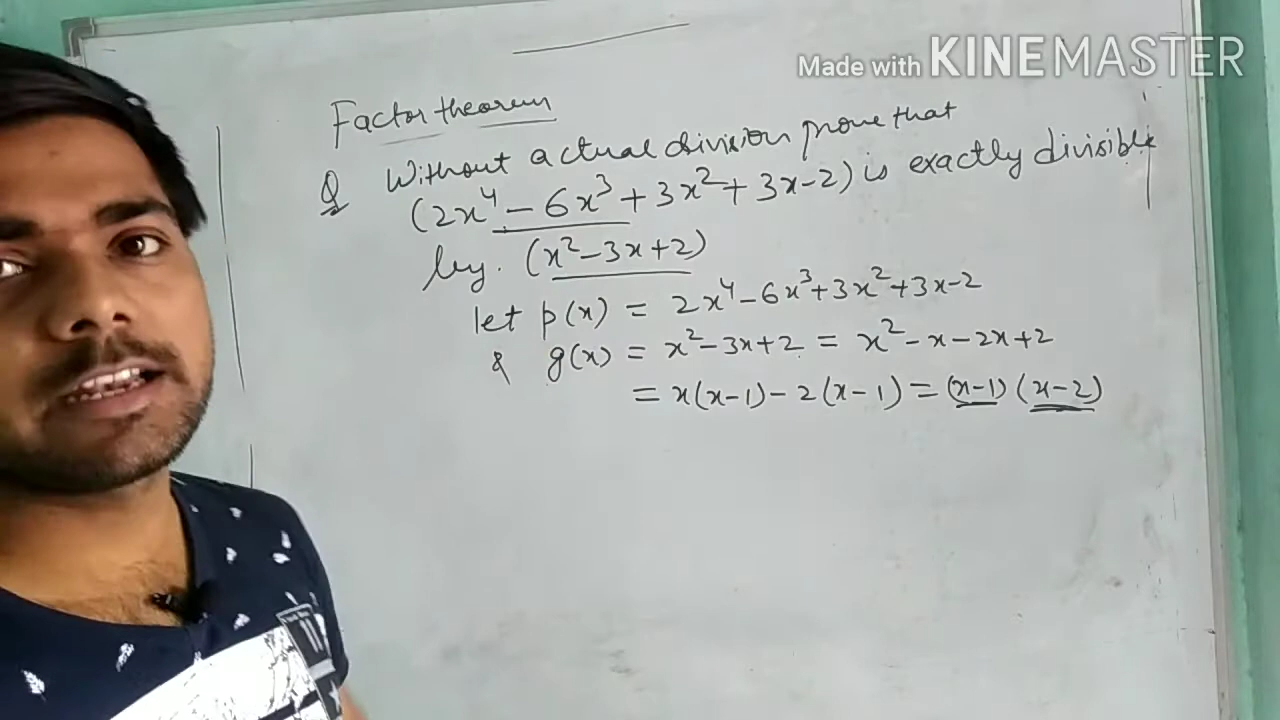 Made with KINEMASTER
Factor theorem
Q Without actual division prove that
(2x⁴ - 6x³ + 3x² + 3x - 2) is exactly divisible
by. (x² - 3x + 2)
let p(x) = 2x⁴ - 6x³ + 3x² + 3x - 2
& g(x) = x² - 3x + 2 = x² - x - 2x + 2
= x(x-1) - 2(x-1) = (x-1)(x-2)